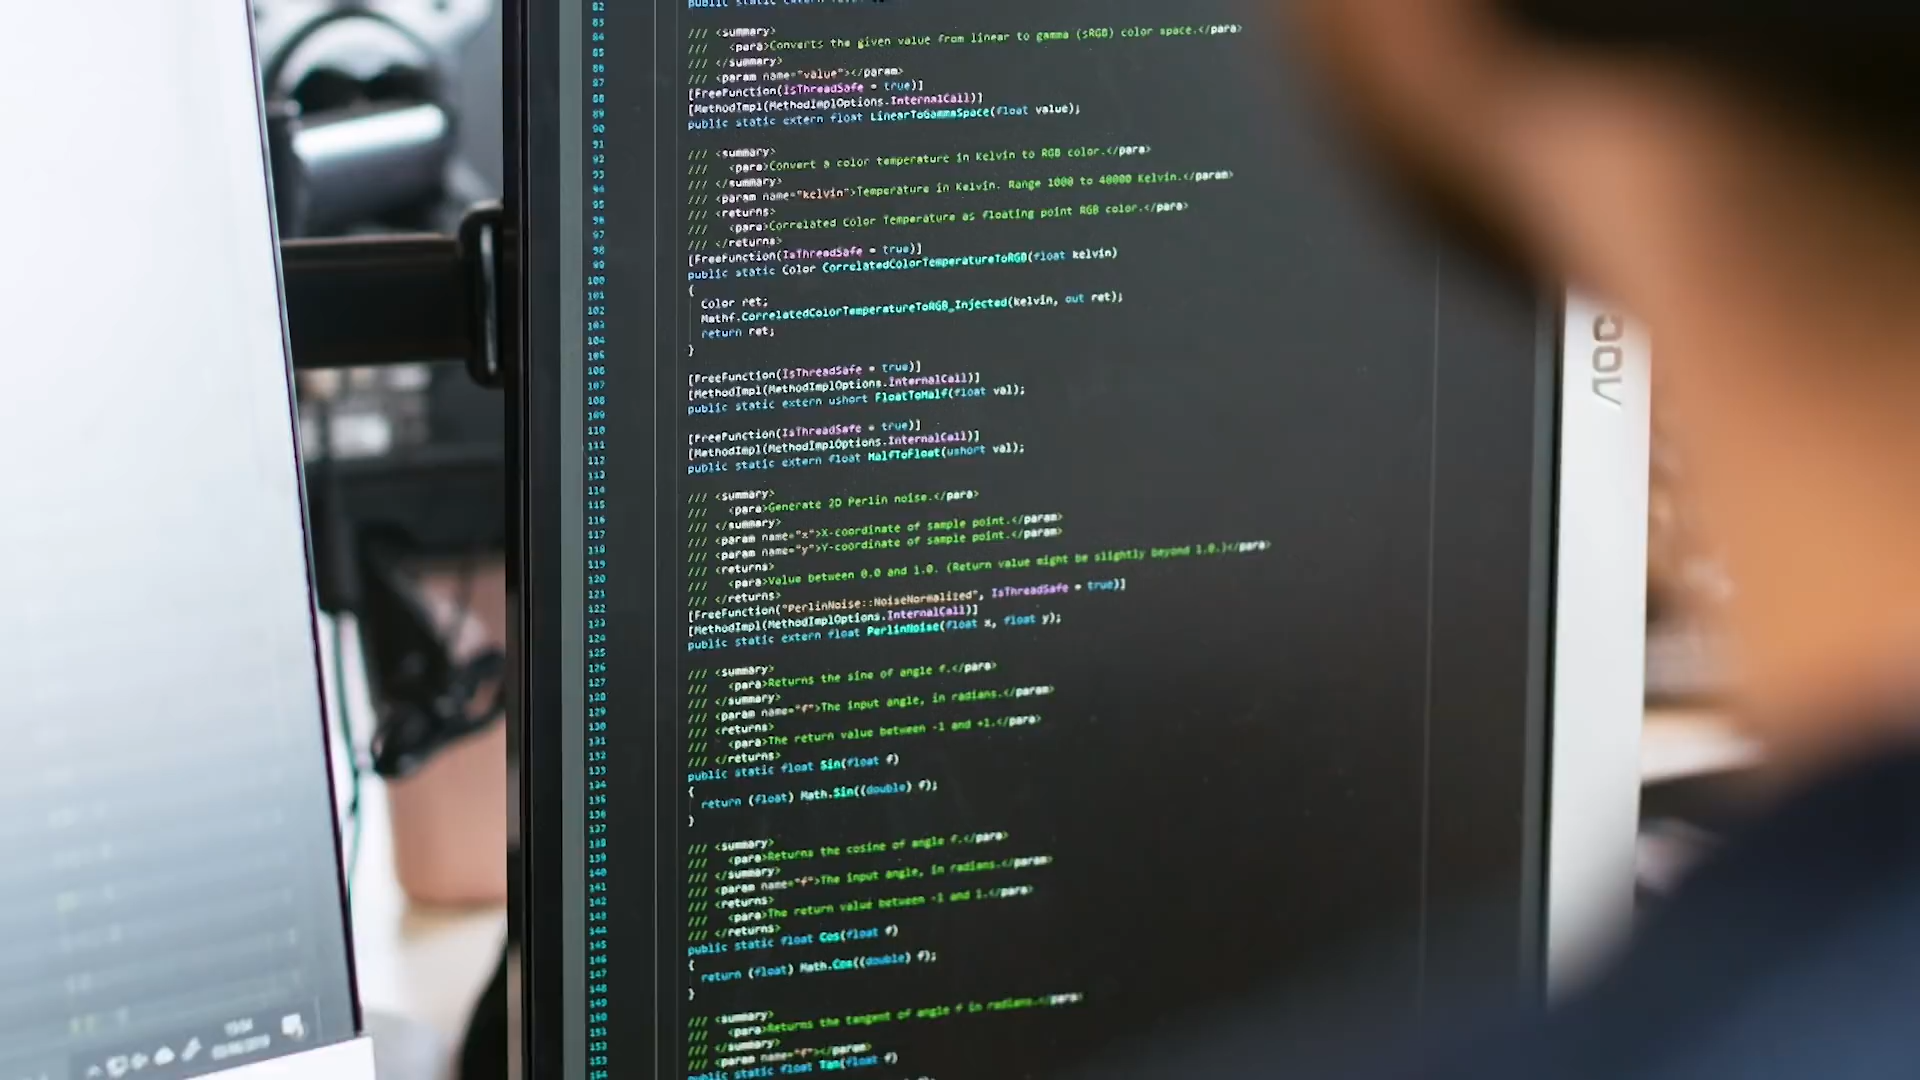 /// <summary>
///   <para>Converts the given value from linear to gamma (sRGB) color space.</para>
/// </summary>
/// <param name="value"></param>
[FreeFunction(IsThreadSafe = true)]
[MethodImpl(MethodImplOptions.InternalCall)]
public static extern float LinearToGammaSpace(float value);
/// <summary>
///   <para>Convert a color temperature in Kelvin to RGB color.</para>
/// </summary>
/// <param name="kelvin">Temperature in Kelvin. Range 1000 to 40000 Kelvin.</param>
/// <returns>
///   <para>Correlated Color Temperature as floating point RGB color.</para>
/// </returns>
[FreeFunction(IsThreadSafe = true)]
public static Color CorrelatedColorTemperatureToRGB(float kelvin)
{
Color ret;
Mathf.CorrelatedColorTemperatureToRGB_Injected(kelvin, out ret);
return ret;
}
[FreeFunction(IsThreadSafe = true)]
[MethodImpl(MethodImplOptions.InternalCall)]
public static extern ushort FloatToHalf(float val);
[FreeFunction(IsThreadSafe = true)]
[MethodImpl(MethodImplOptions.InternalCall)]
public static extern float HalfToFloat(ushort val);
/// <summary>
///   <para>Generate 2D Perlin noise.</para>
/// </summary>
/// <param name="x">X-coordinate of sample point.</param>
/// <param name="y">Y-coordinate of sample point.</param>
/// <returns>
///   <para>Value between 0.0 and 1.0. (Return value might be slightly beyond 1.0.)</para>
/// </returns>
[FreeFunction("PerlinNoise::NoiseNormalized", IsThreadSafe = true)]
[MethodImpl(MethodImplOptions.InternalCall)]
public static extern float PerlinNoise(float x, float y);
/// <summary>
///   <para>Returns the sine of angle f.</para>
/// </summary>
/// <param name="f">The input angle, in radians.</param>
/// <returns>
///   <para>The return value between -1 and +1.</para>
/// </returns>
public static float Sin(float f)
{
return (float) Math.Sin((double) f);
}
/// <summary>
///   <para>Returns the cosine of angle f.</para>
/// </summary>
/// <param name="f">The input angle, in radians.</param>
/// <returns>
///   <para>The return value between -1 and 1.</para>
/// </returns>
public static float Cos(float f)
{
return (float) Math.Cos((double) f);
}
/// <summary>
///   <para>Returns the tangent of angle f in radians.</para>
/// </summary>
/// <param name="f"></param>
public static float Tan(float f)
AOC